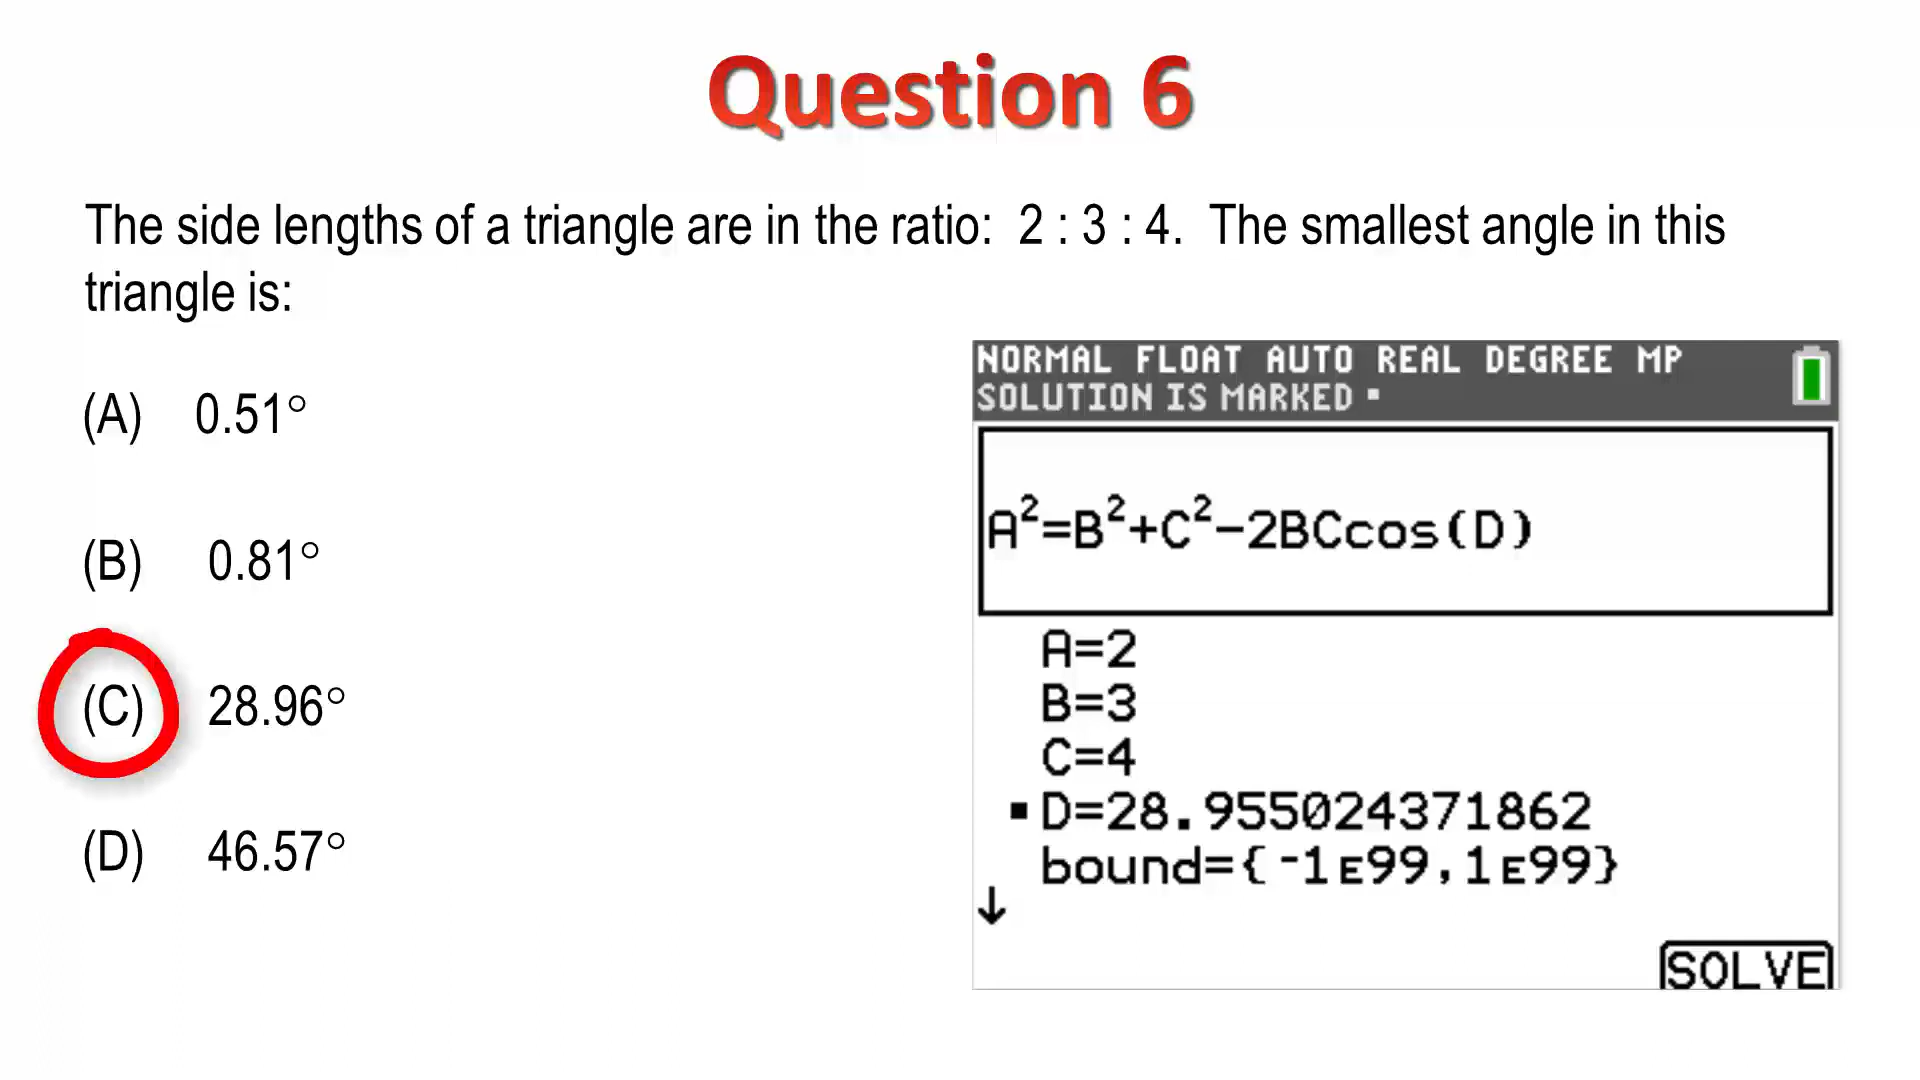 Question 6
The side lengths of a triangle are in the ratio: 2 : 3 : 4. The smallest angle in this
triangle is:
(A) 0.51°
(B) 0.81°
(C) 28.96°
(D) 46.57°
NORMAL FLOAT AUTO REAL DEGREE MP
SOLUTION IS MARKED ▪
A²=B²+C²-2BCcos(D)
A=2
B=3
C=4
▪D=28.955024371862
bound={-1E99,1E99}
↓
SOLVE